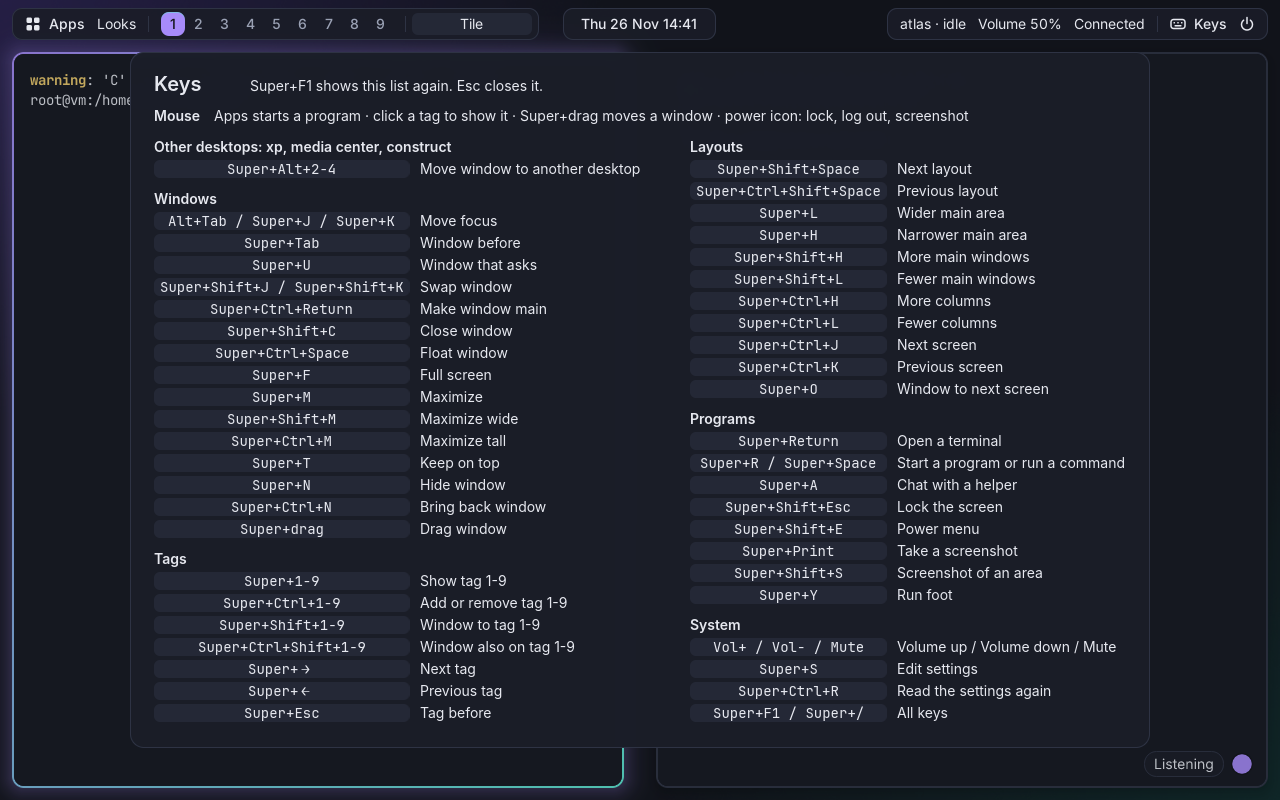 Apps Looks 1 2 3 4 5 6 7 8 9 Tile Thu 26 Nov 14:41 atlas · idle Volume 50% Connected Keys
warning: 'C'
root@vm:/home
Keys Super+F1 shows this list again. Esc closes it.
Mouse Apps starts a program · click a tag to show it · Super+drag moves a window · power icon: lock, log out, screenshot
Other desktops: xp, media center, construct
Super+Alt+2-4 Move window to another desktop
Windows
Alt+Tab / Super+J / Super+K Move focus
Super+Tab Window before
Super+U Window that asks
Super+Shift+J / Super+Shift+K Swap window
Super+Ctrl+Return Make window main
Super+Shift+C Close window
Super+Ctrl+Space Float window
Super+F Full screen
Super+M Maximize
Super+Shift+M Maximize wide
Super+Ctrl+M Maximize tall
Super+T Keep on top
Super+N Hide window
Super+Ctrl+N Bring back window
Super+drag Drag window
Tags
Super+1-9 Show tag 1-9
Super+Ctrl+1-9 Add or remove tag 1-9
Super+Shift+1-9 Window to tag 1-9
Super+Ctrl+Shift+1-9 Window also on tag 1-9
Super+→ Next tag
Super+← Previous tag
Super+Esc Tag before
Layouts
Super+Shift+Space Next layout
Super+Ctrl+Shift+Space Previous layout
Super+L Wider main area
Super+H Narrower main area
Super+Shift+H More main windows
Super+Shift+L Fewer main windows
Super+Ctrl+H More columns
Super+Ctrl+L Fewer columns
Super+Ctrl+J Next screen
Super+Ctrl+K Previous screen
Super+O Window to next screen
Programs
Super+Return Open a terminal
Super+R / Super+Space Start a program or run a command
Super+A Chat with a helper
Super+Shift+Esc Lock the screen
Super+Shift+E Power menu
Super+Print Take a screenshot
Super+Shift+S Screenshot of an area
Super+Y Run foot
System
Vol+ / Vol- / Mute Volume up / Volume down / Mute
Super+S Edit settings
Super+Ctrl+R Read the settings again
Super+F1 / Super+/ All keys
Listening